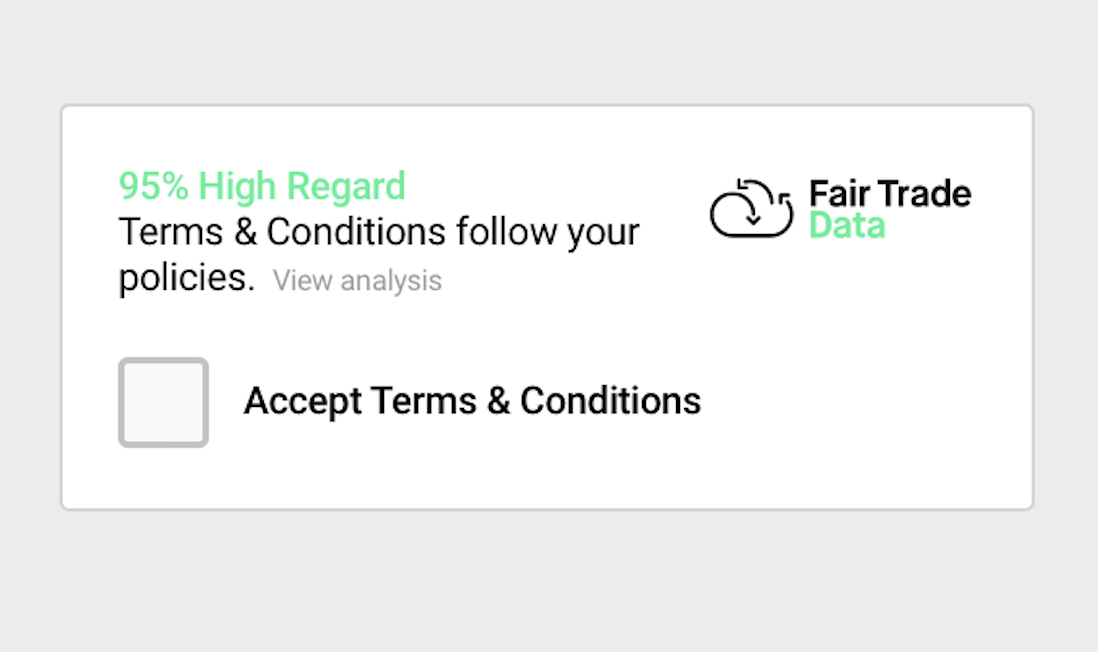 95% High Regard
Terms & Conditions follow your
policies. View analysis
Fair Trade
Data
Accept Terms & Conditions